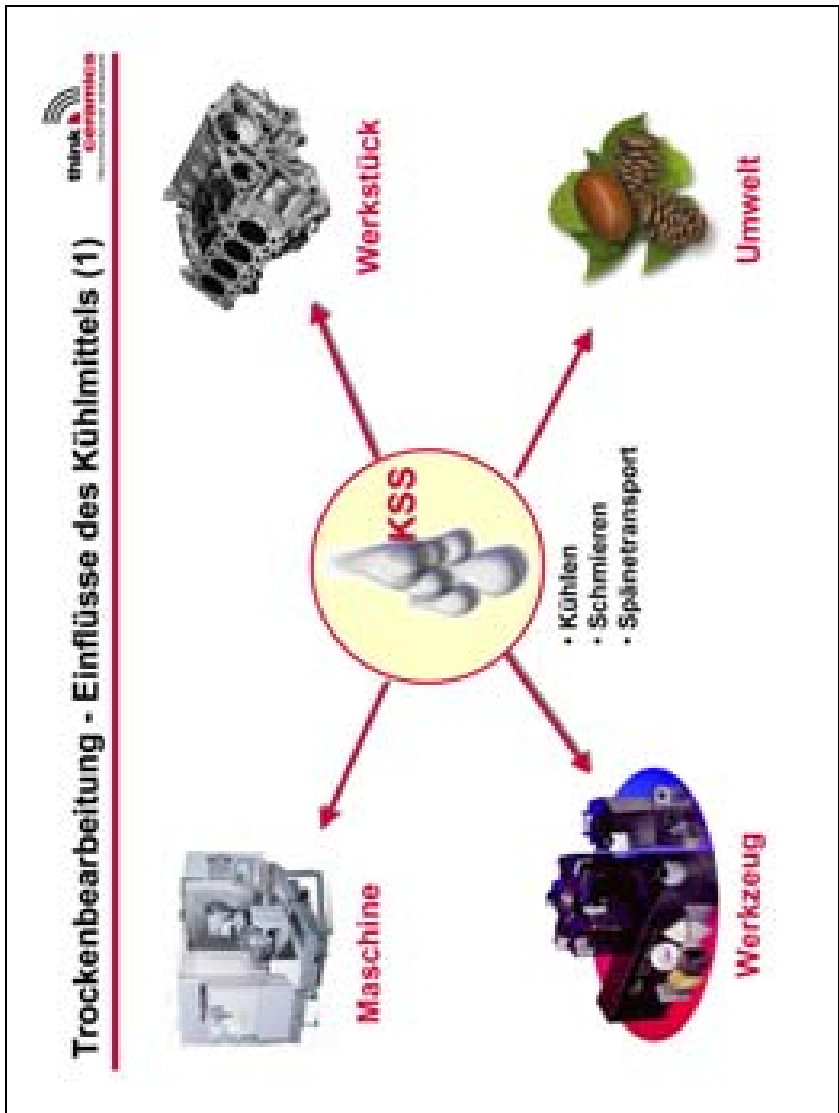 Trockenbearbeitung - Einflüsse des Kühlmittels (1)
think
ceramics
Maschine
Werkstück
KSS
• Kühlen
• Schmieren
• Spänetransport
Werkzeug
Umwelt